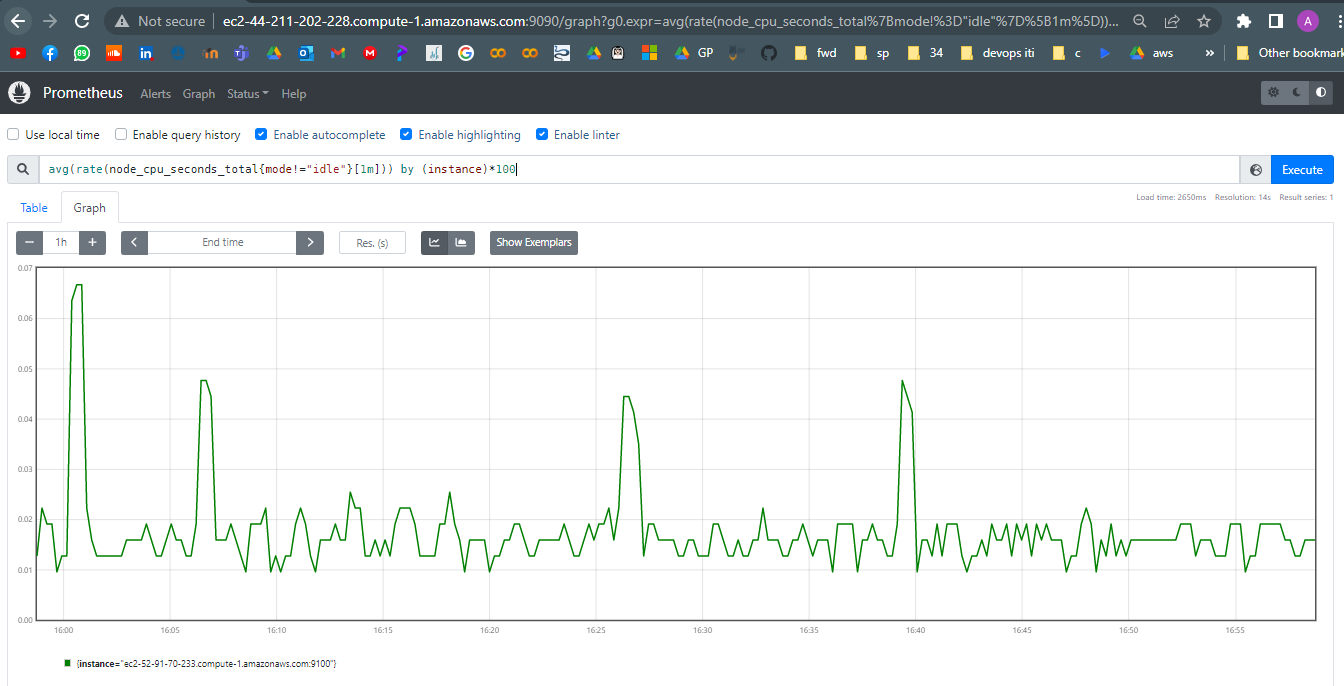 Not secure ec2-44-211-202-228.compute-1.amazonaws.com:9090/graph?g0.expr=avg(rate(node_cpu_seconds_total%7Bmodel%3D"idle"%7D%5B1m%5D))... A
89 GP fwd sp 34 devops iti c aws » Other bookmark
Prometheus Alerts Graph Status Help
Use local time Enable query history Enable autocomplete Enable highlighting Enable linter
avg(rate(node_cpu_seconds_total{mode!="idle"}[1m])) by (instance)*100 Execute
Load time: 2650ms Resolution: 14s Result series: 1
Table Graph
1h End time Res. (s) Show Exemplars
0.07
0.06
0.05
0.04
0.03
0.02
0.01
0.00
16:00 16:05 16:10 16:15 16:20 16:25 16:30 16:35 16:40 16:45 16:50 16:55
{instance="ec2-52-91-70-233.compute-1.amazonaws.com:9100"}